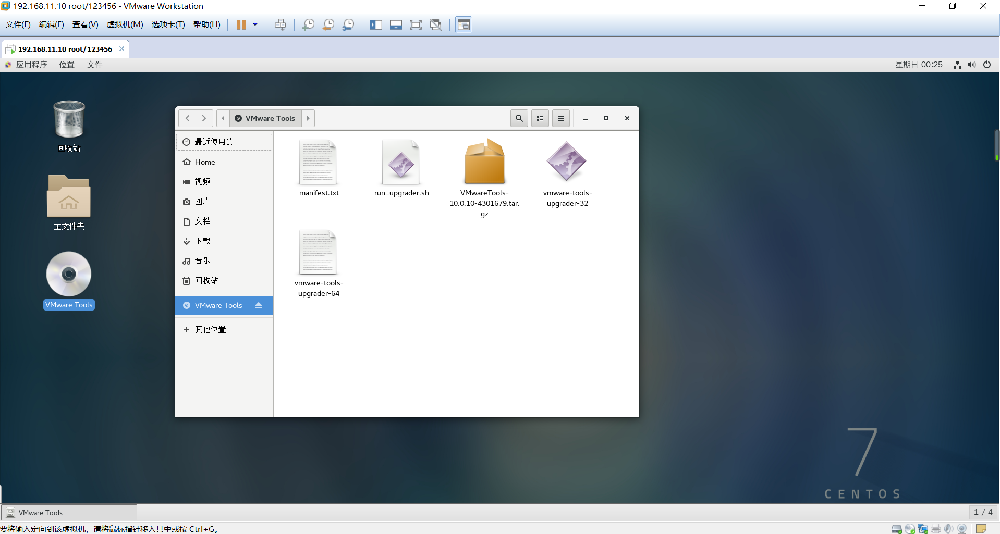 192.168.11.10 root/123456 - VMware Workstation
文件(F) 编辑(E) 查看(V) 虚拟机(M) 选项卡(T) 帮助(H)
192.168.11.10 root/123456
应用程序 位置 文件 星期日 00:25
回收站
主文件夹
VMware Tools
VMware Tools
最近使用的
Home
视频
图片
文档
下载
音乐
回收站
VMware Tools
其他位置
manifest.txt
run_upgrader.sh
VMwareTools-
10.0.10-4301679.tar.
gz
vmware-tools-
upgrader-32
vmware-tools-
upgrader-64
7
CENTOS
VMware Tools
1 / 4
要将输入定向到该虚拟机，请将鼠标指针移入其中或按 Ctrl+G。